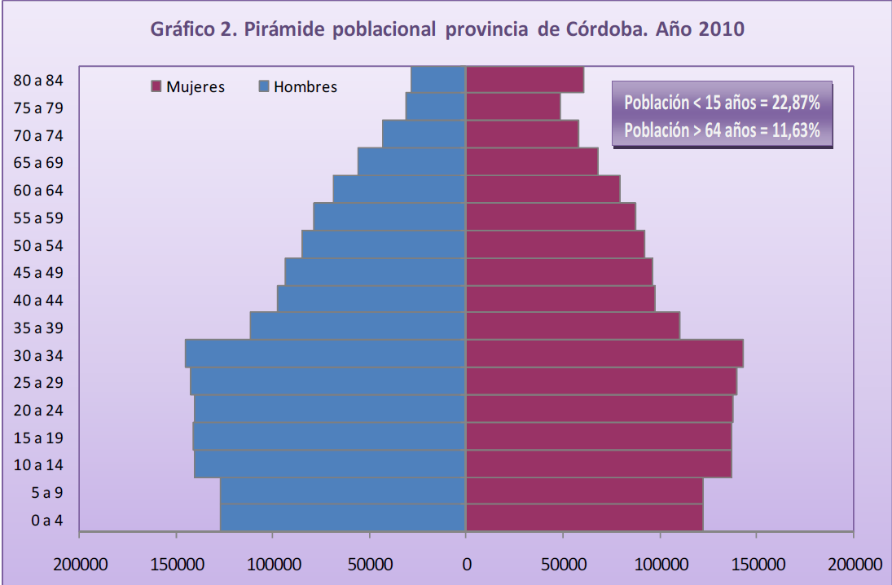 Gráfico 2. Pirámide poblacional provincia de Córdoba. Año 2010
Mujeres Hombres
Población < 15 años = 22,87%
Población > 64 años = 11,63%
80 a 84
75 a 79
70 a 74
65 a 69
60 a 64
55 a 59
50 a 54
45 a 49
40 a 44
35 a 39
30 a 34
25 a 29
20 a 24
15 a 19
10 a 14
5 a 9
0 a 4
200000 150000 100000 50000 0 50000 100000 150000 200000